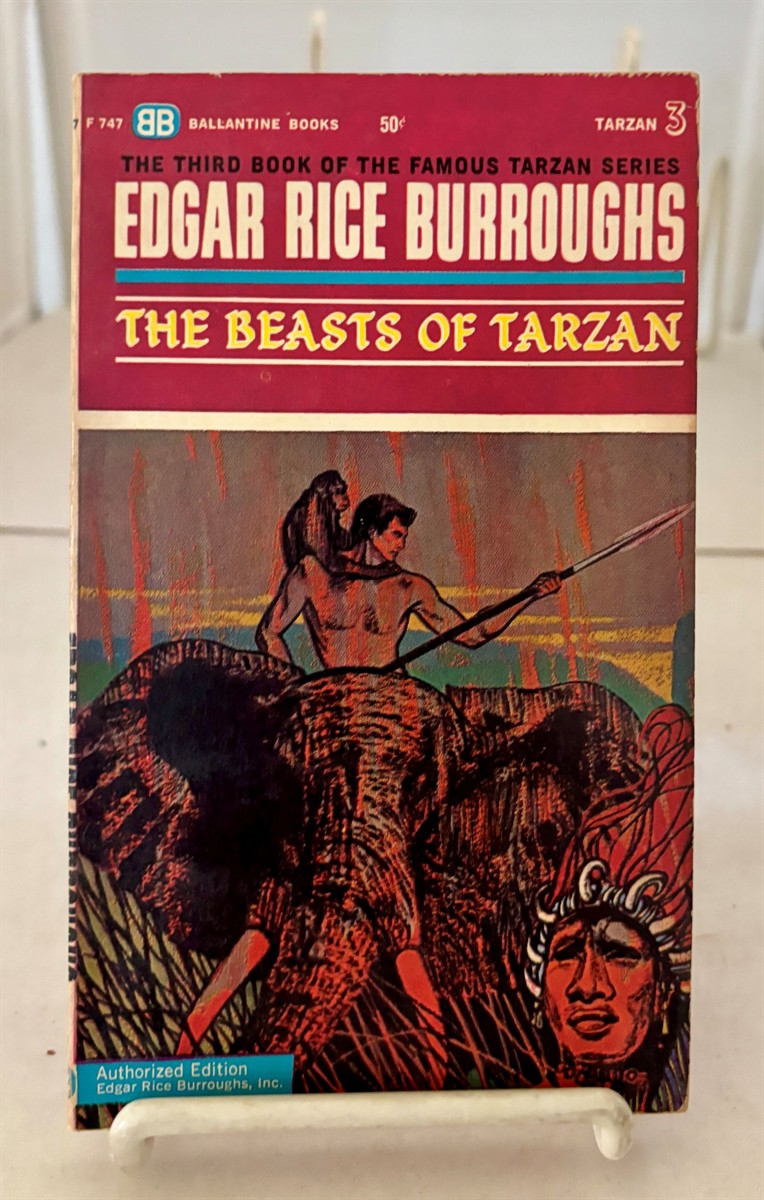 F 747 BB BALLANTINE BOOKS 50¢ TARZAN 3
THE THIRD BOOK OF THE FAMOUS TARZAN SERIES
EDGAR RICE BURROUGHS
THE BEASTS OF TARZAN
Authorized Edition
Edgar Rice Burroughs, Inc.